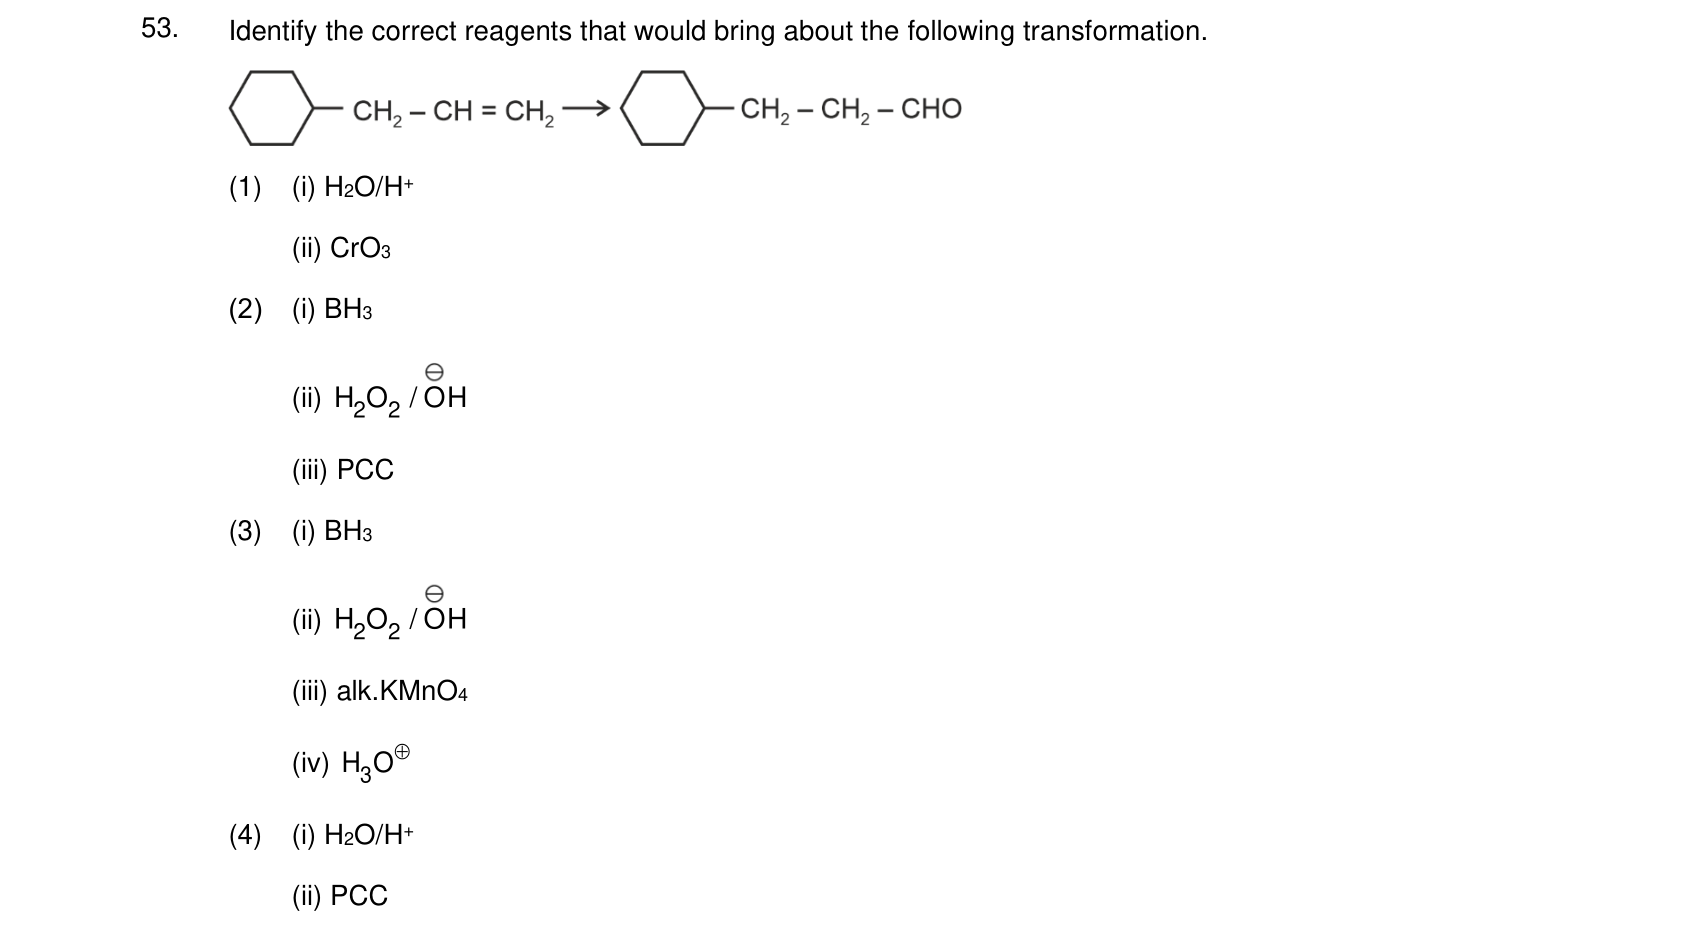 53. Identify the correct reagents that would bring about the following transformation.
CH₂ – CH = CH₂ ⟶ CH₂ – CH₂ – CHO
(1) (i) H₂O/H⁺
(ii) CrO₃
(2) (i) BH₃
(ii) H₂O₂ / ⊖OH
(iii) PCC
(3) (i) BH₃
(ii) H₂O₂ / ⊖OH
(iii) alk.KMnO₄
(iv) H₃O⊕
(4) (i) H₂O/H⁺
(ii) PCC